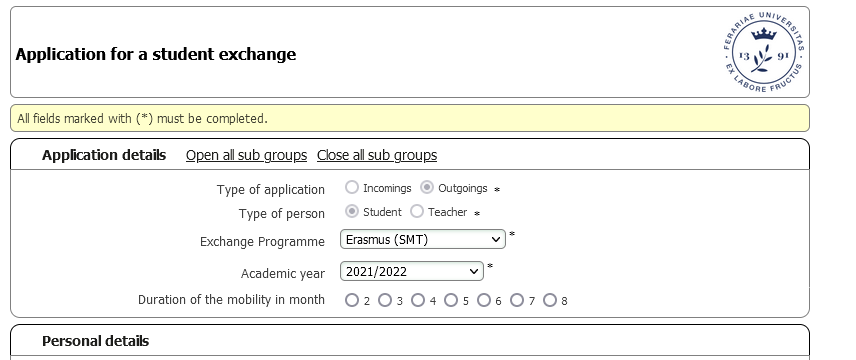 Application for a student exchange
FERARIAE UNIVERSITAS
13 91
EX LABORE FRUCTUS
All fields marked with (*) must be completed.
Application details Open all sub groups Close all sub groups
Type of application Incomings Outgoings *
Type of person Student Teacher *
Exchange Programme Erasmus (SMT) *
Academic year 2021/2022 *
Duration of the mobility in month 2 3 4 5 6 7 8
Personal details